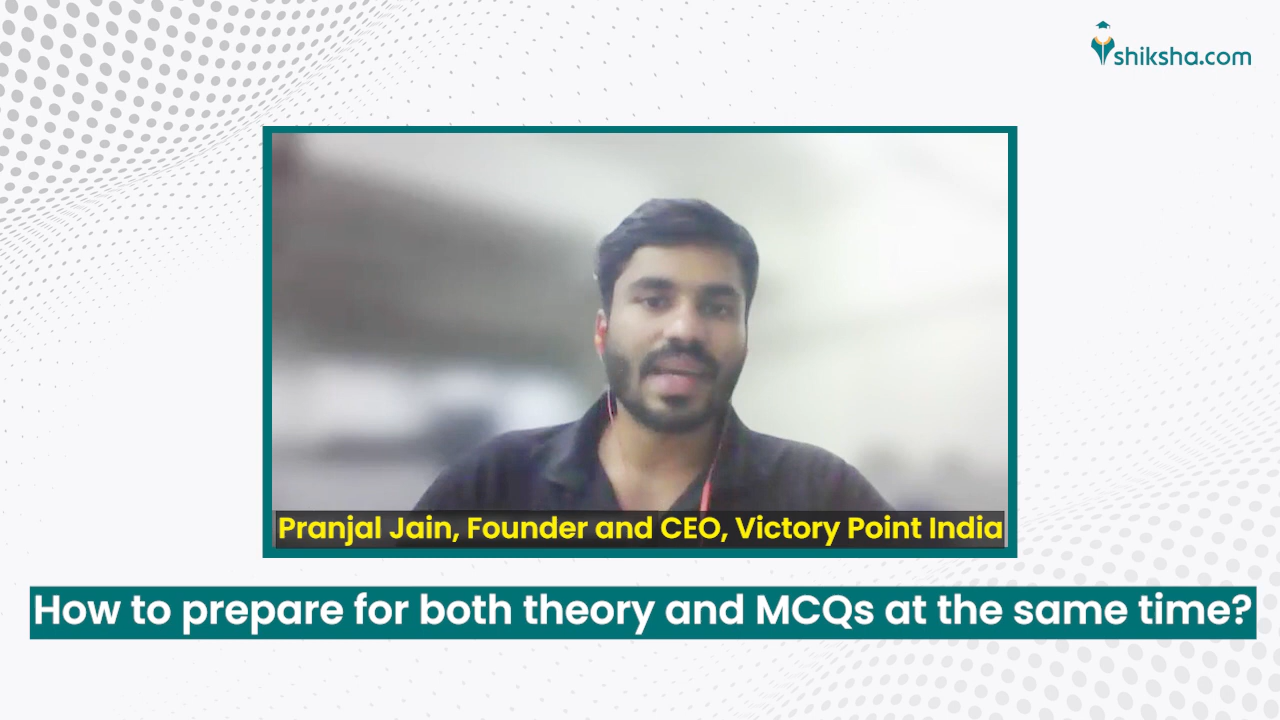 shiksha.com
Pranjal Jain, Founder and CEO, Victory Point India
How to prepare for both theory and MCQs at the same time?